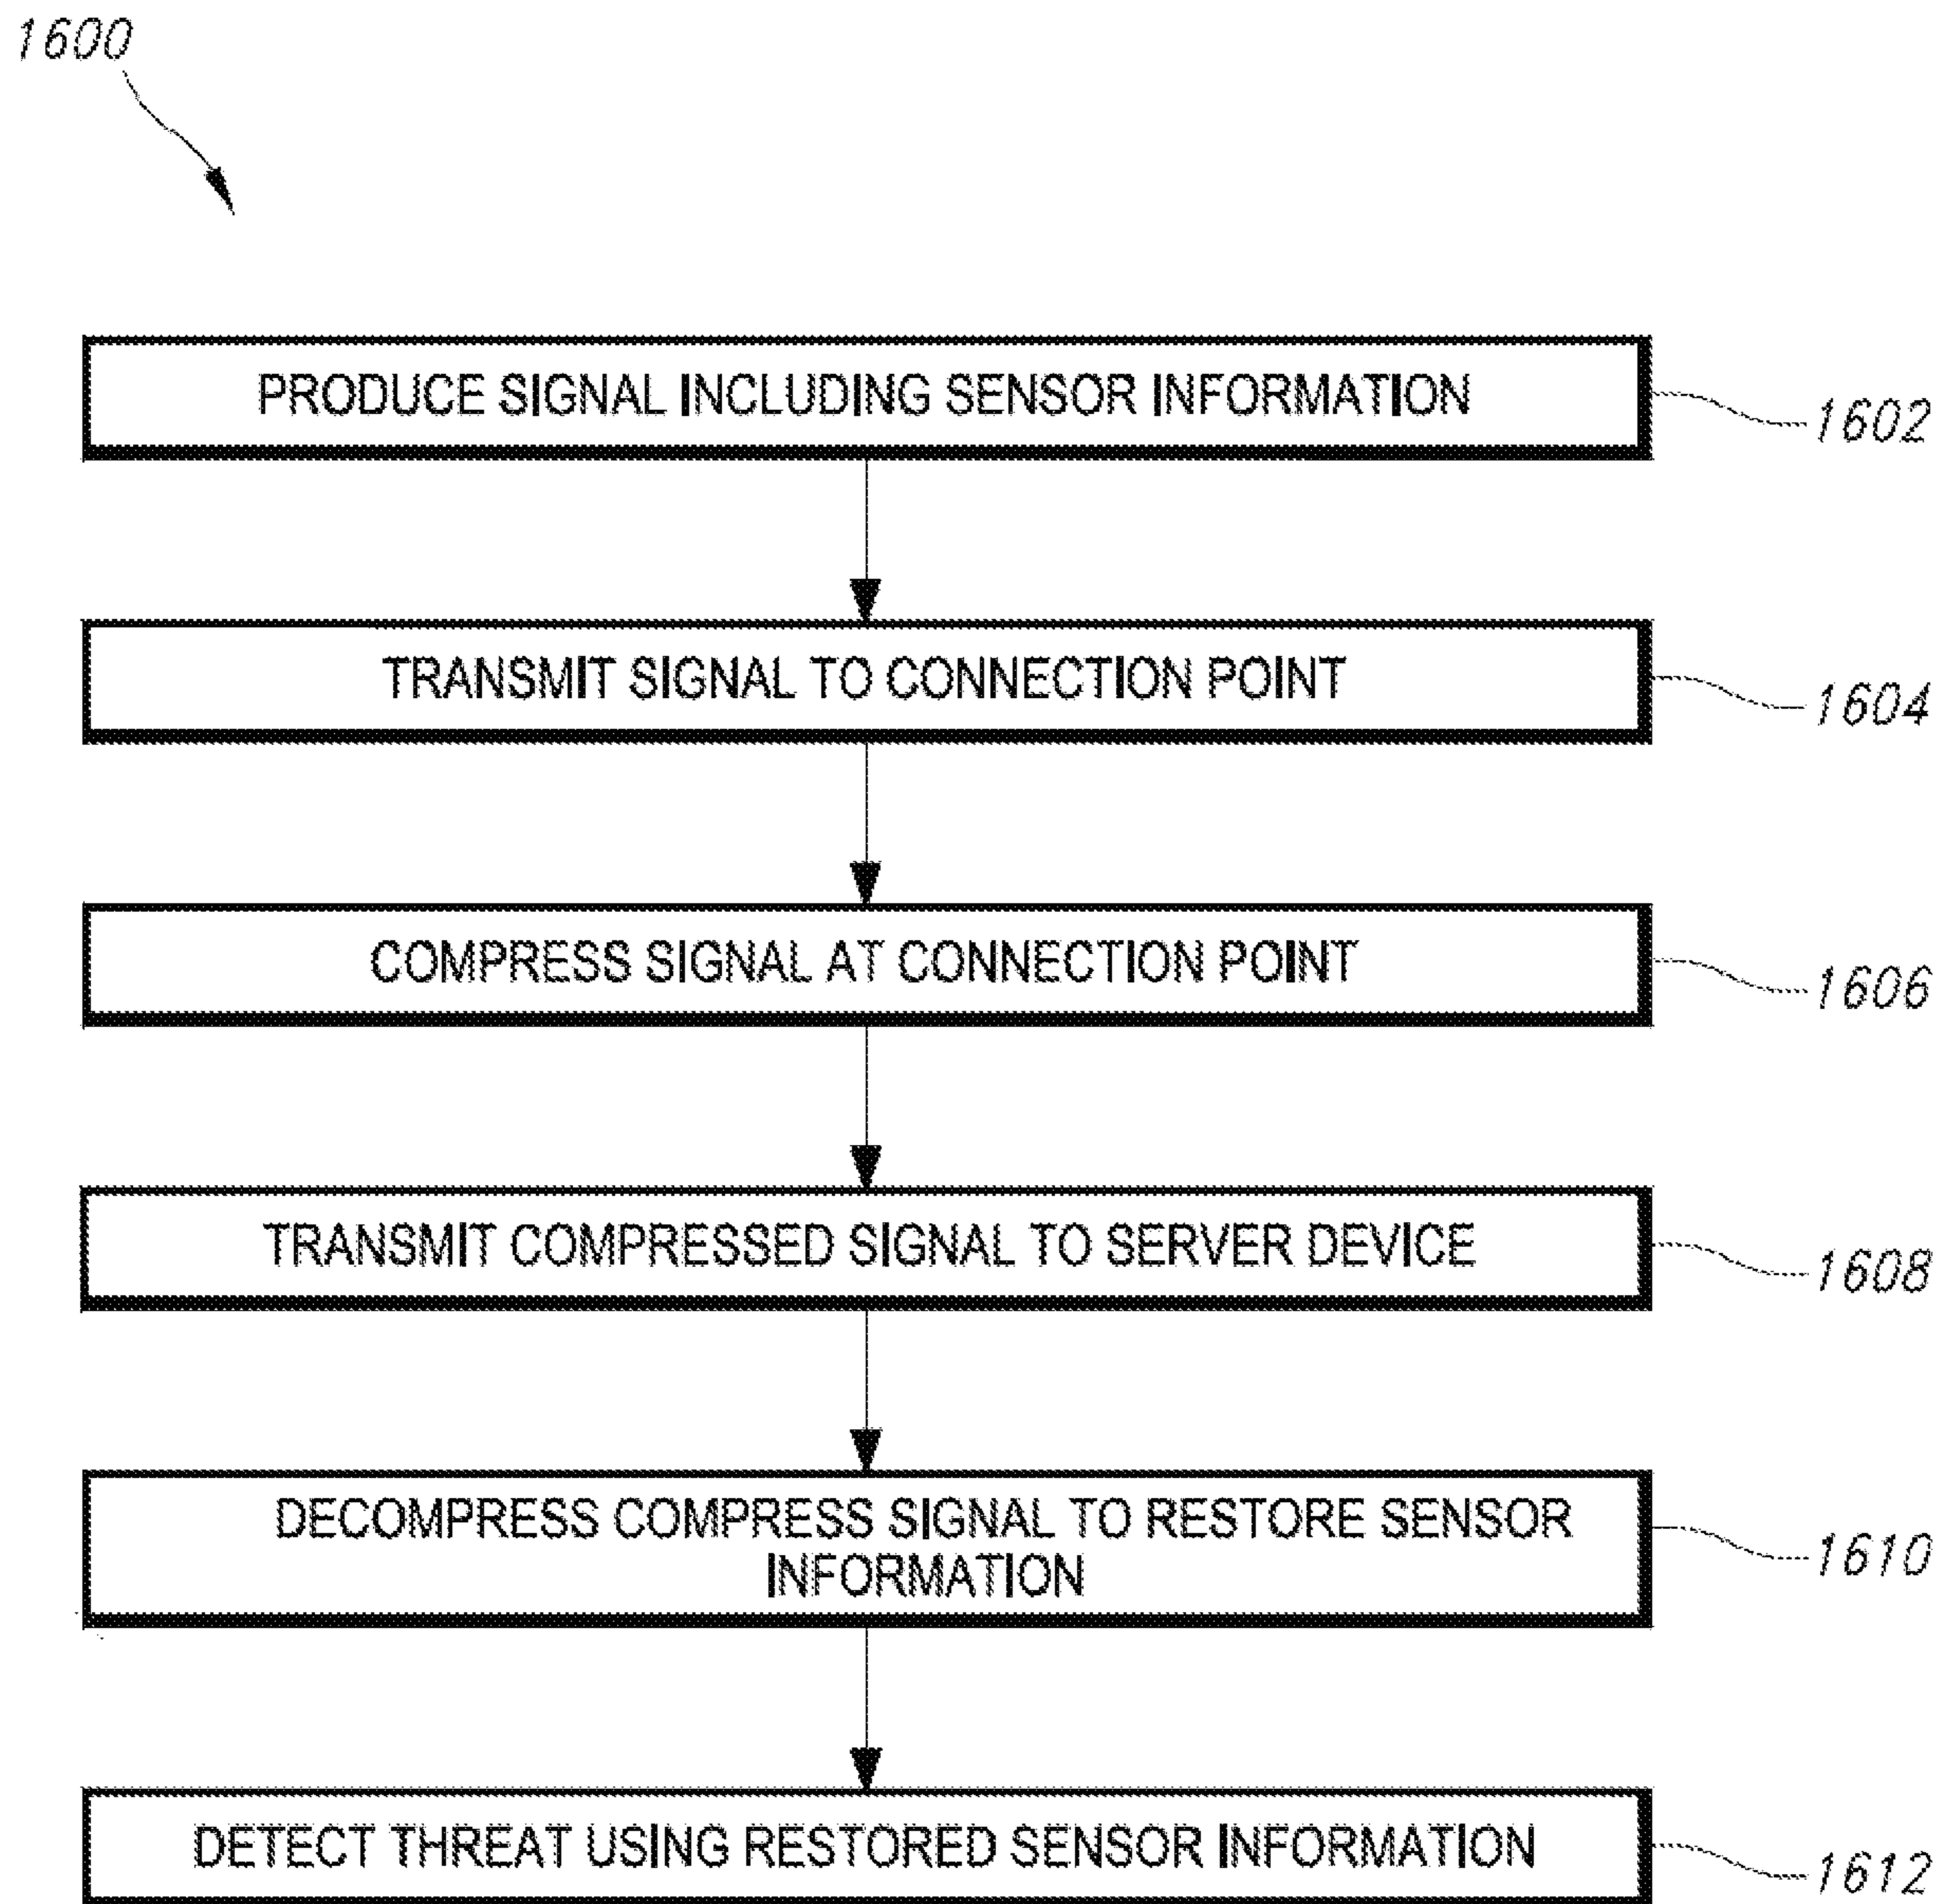 1600
PRODUCE SIGNAL INCLUDING SENSOR INFORMATION
1602
TRANSMIT SIGNAL TO CONNECTION POINT
1604
COMPRESS SIGNAL AT CONNECTION POINT
1606
TRANSMIT COMPRESSED SIGNAL TO SERVER DEVICE
1608
DECOMPRESS COMPRESS SIGNAL TO RESTORE SENSOR
INFORMATION
1610
DETECT THREAT USING RESTORED SENSOR INFORMATION
1612